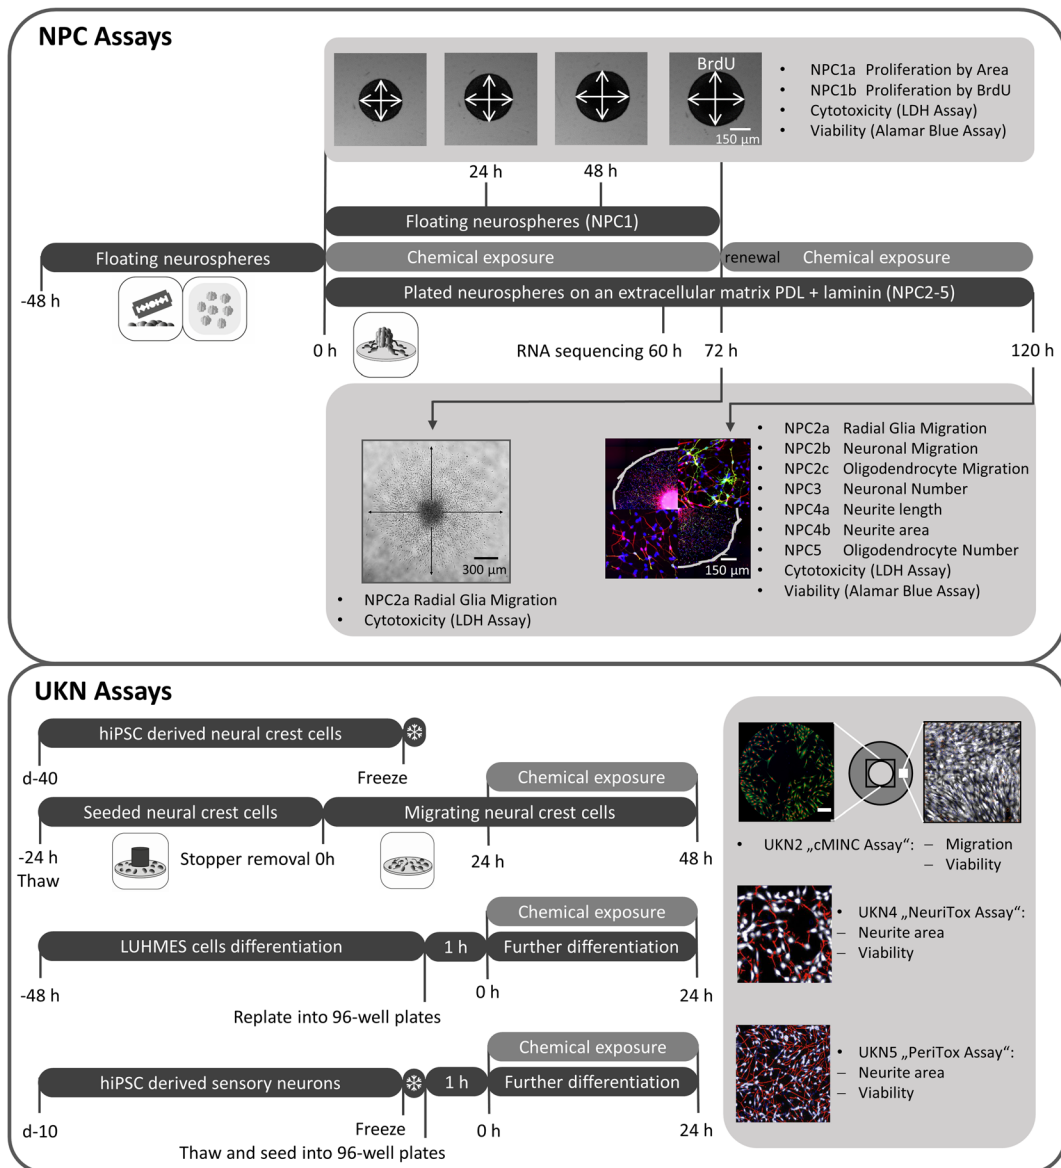 NPC Assays
BrdU
150 µm
• NPC1a Proliferation by Area
• NPC1b Proliferation by BrdU
• Cytotoxicity (LDH Assay)
• Viability (Alamar Blue Assay)
24 h
48 h
Floating neurospheres (NPC1)
Floating neurospheres
Chemical exposure
renewal
Chemical exposure
-48 h
Plated neurospheres on an extracellular matrix PDL + laminin (NPC2-5)
0 h
RNA sequencing 60 h
72 h
120 h
300 µm
• NPC2a Radial Glia Migration
• Cytotoxicity (LDH Assay)
150 µm
• NPC2a Radial Glia Migration
• NPC2b Neuronal Migration
• NPC2c Oligodendrocyte Migration
• NPC3 Neuronal Number
• NPC4a Neurite length
• NPC4b Neurite area
• NPC5 Oligodendrocyte Number
• Cytotoxicity (LDH Assay)
• Viability (Alamar Blue Assay)
UKN Assays
hiPSC derived neural crest cells
d-40
Freeze
Chemical exposure
Seeded neural crest cells
Migrating neural crest cells
-24 h
Thaw
Stopper removal 0h
24 h
48 h
Chemical exposure
LUHMES cells differentiation
1 h
Further differentiation
-48 h
0 h
24 h
Replate into 96-well plates
Chemical exposure
hiPSC derived sensory neurons
1 h
Further differentiation
d-10
Freeze
0 h
24 h
Thaw and seed into 96-well plates
• UKN2 „cMINC Assay“: – Migration
– Viability
• UKN4 „NeuriTox Assay“:
– Neurite area
– Viability
• UKN5 „PeriTox Assay“:
– Neurite area
– Viability